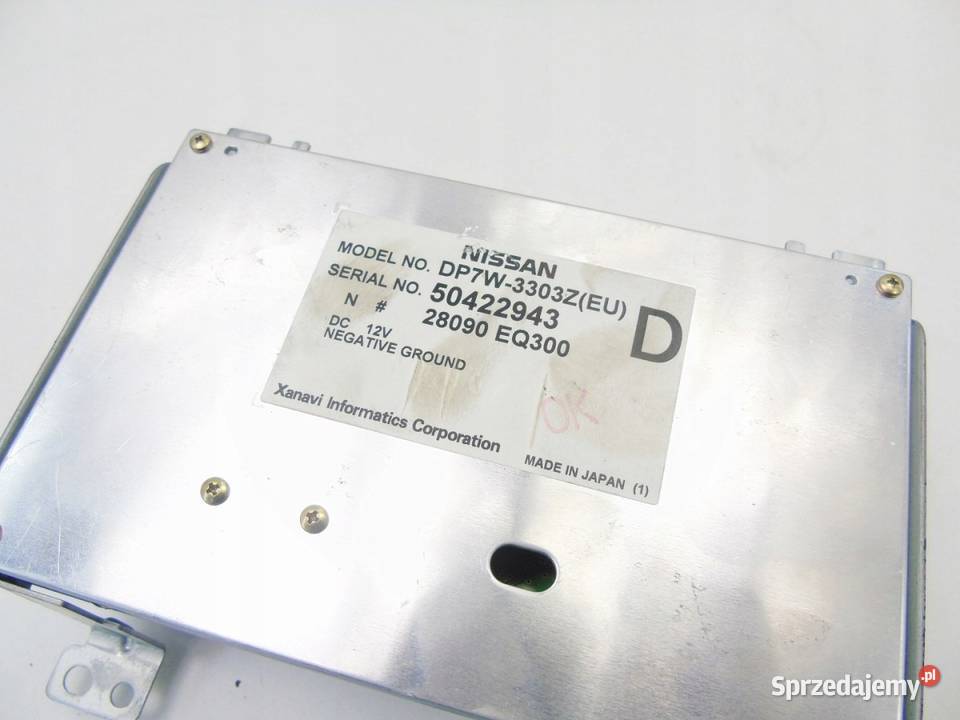 NISSAN
MODEL NO. DP7W-3303Z(EU)
SERIAL NO. 50422943
N # 28090 EQ300
D
DC 12V
NEGATIVE GROUND
OK
Xanavi Informatics Corporation
MADE IN JAPAN (1)
Sprzedajemy.pl